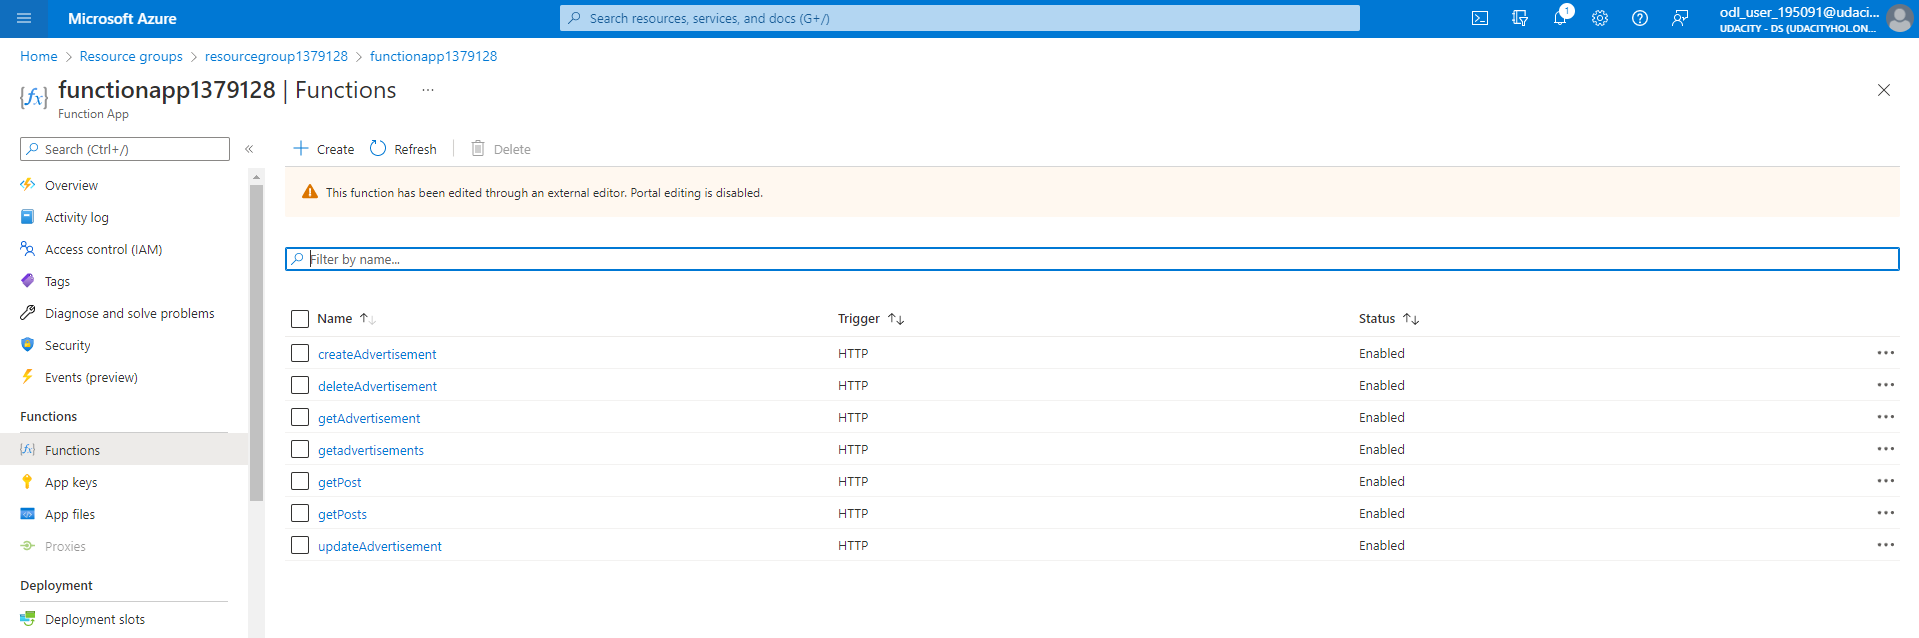 Microsoft Azure
Search resources, services, and docs (G+/)
1
odl_user_195091@udaci...
UDACITY - DS (UDACITYHOL.ON...
Home > Resource groups > resourcegroup1379128 > functionapp1379128
{fx} functionapp1379128 | Functions ...
Function App
Search (Ctrl+/) «
Create Refresh Delete
Overview
Activity log
Access control (IAM)
Tags
Diagnose and solve problems
Security
Events (preview)
Functions
{fx} Functions
App keys
App files
Proxies
Deployment
Deployment slots
This function has been edited through an external editor. Portal editing is disabled.
Filter by name...
Name ↑↓ Trigger ↑↓ Status ↑↓
createAdvertisement HTTP Enabled ...
deleteAdvertisement HTTP Enabled ...
getAdvertisement HTTP Enabled ...
getadvertisements HTTP Enabled ...
getPost HTTP Enabled ...
getPosts HTTP Enabled ...
updateAdvertisement HTTP Enabled ...